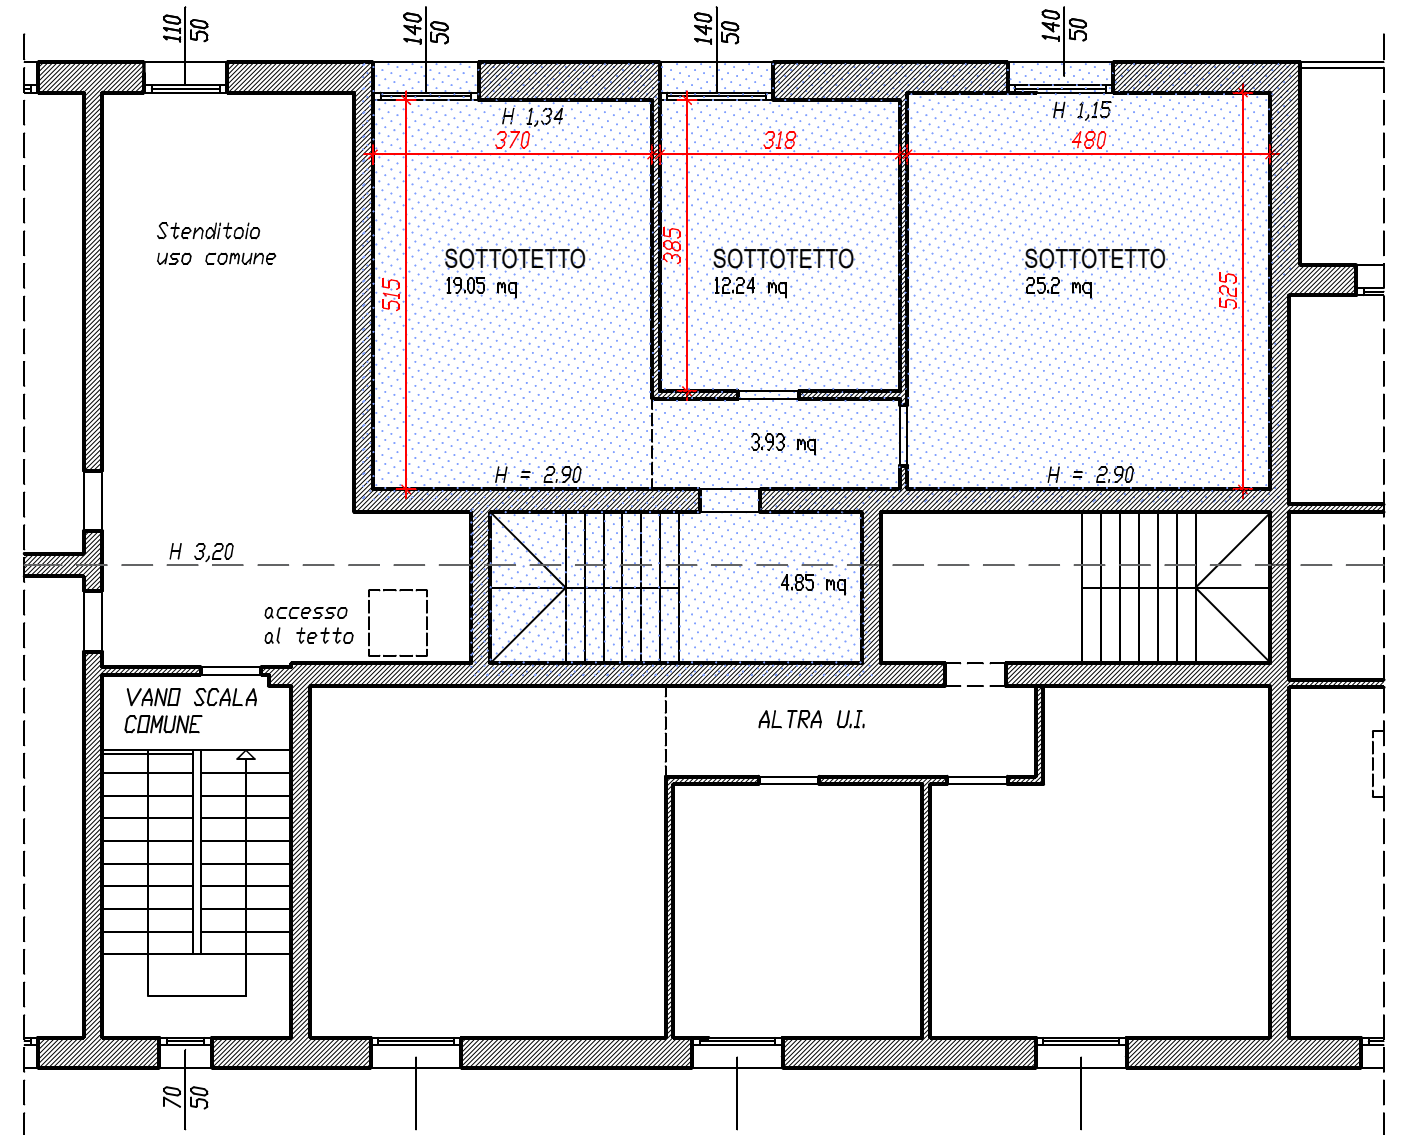 110
50
140
50
140
50
140
50
H 1,34
H 1,15
370
318
480
Stenditoio
uso comune
385
515
525
SOTTOTETTO
19.05 mq
SOTTOTETTO
12.24 mq
SOTTOTETTO
25.2 mq
3.93 mq
H = 2.90
H = 2.90
H 3,20
4.85 mq
accesso
al tetto
VANO SCALA
COMUNE
ALTRA U.I.
70
50